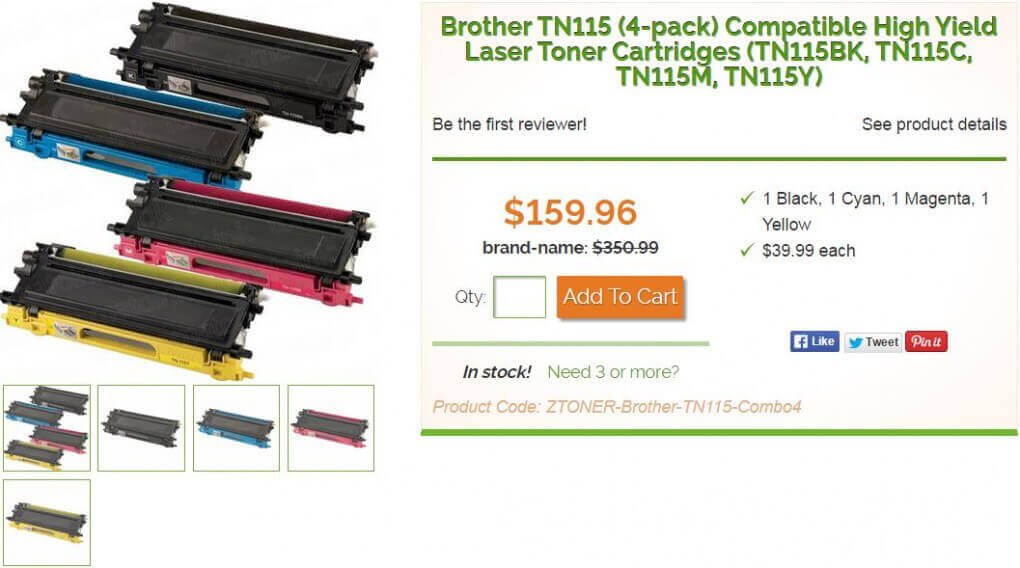 Brother TN115 (4-pack) Compatible High Yield
Laser Toner Cartridges (TN115BK, TN115C,
TN115M, TN115Y)
Be the first reviewer!
See product details
$159.96
brand-name: $350.99
Qty:
Add To Cart
✓ 1 Black, 1 Cyan, 1 Magenta, 1
Yellow
✓ $39.99 each
Like
Tweet
Pin it
In stock! Need 3 or more?
Product Code: ZTONER-Brother-TN115-Combo4